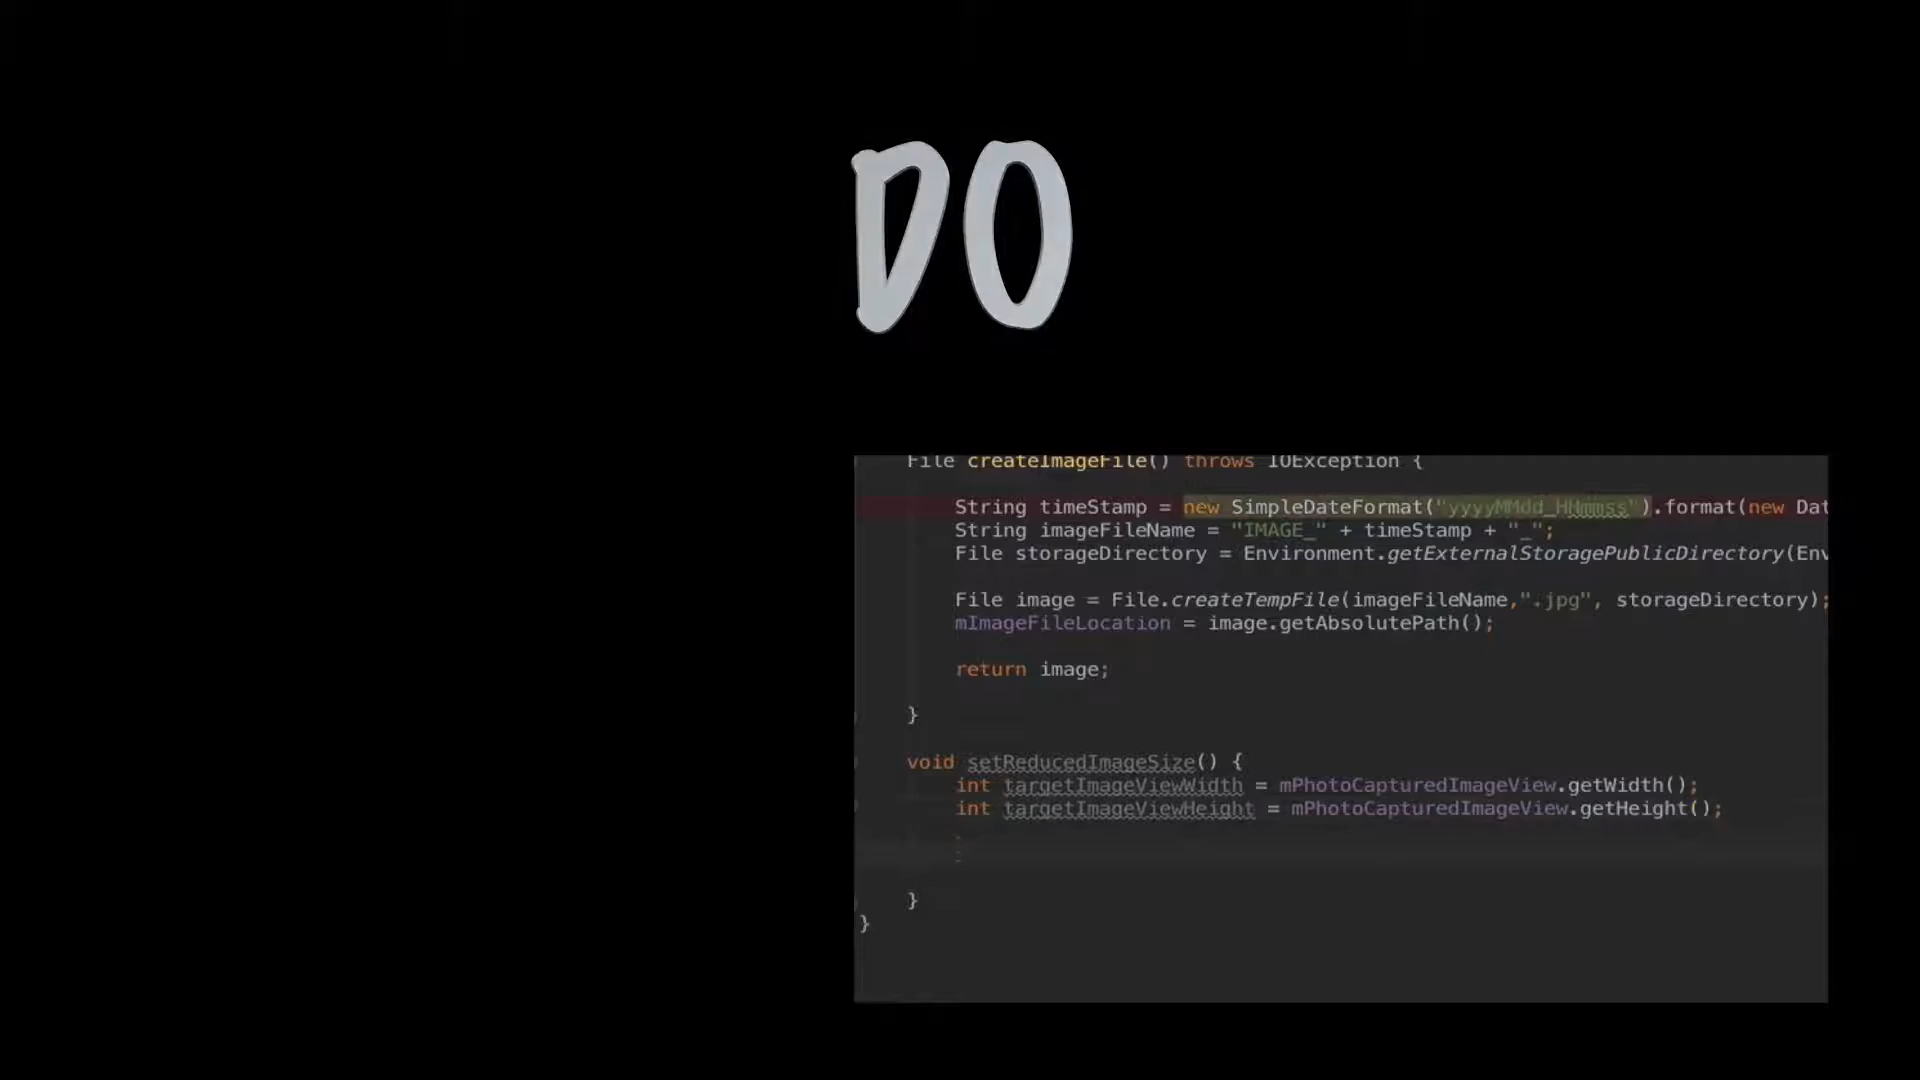 DO
File createImageFile() throws IOException {
String timeStamp = new SimpleDateFormat("yyyyMMdd_HHmmss").format(new Dat
String imageFileName = "IMAGE_" + timeStamp + "_";
File storageDirectory = Environment.getExternalStoragePublicDirectory(Env
File image = File.createTempFile(imageFileName,".jpg", storageDirectory);
mImageFileLocation = image.getAbsolutePath();
return image;
}
void setReducedImageSize() {
int targetImageViewWidth = mPhotoCapturedImageView.getWidth();
int targetImageViewHeight = mPhotoCapturedImageView.getHeight();
}
}